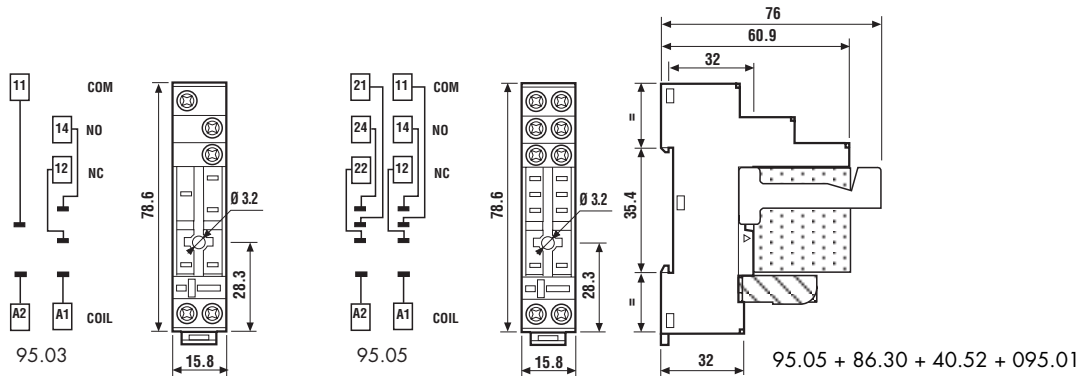 11 COM
14 NO
12 NC
A2 A1 COIL
95.03
78.6
Ø 3.2
28.3
15.8
21 11 COM
24 14 NO
22 12 NC
A2 A1 COIL
95.05
78.6
Ø 3.2
28.3
15.8
76
60.9
32
=
35.4
=
32
95.05 + 86.30 + 40.52 + 095.01